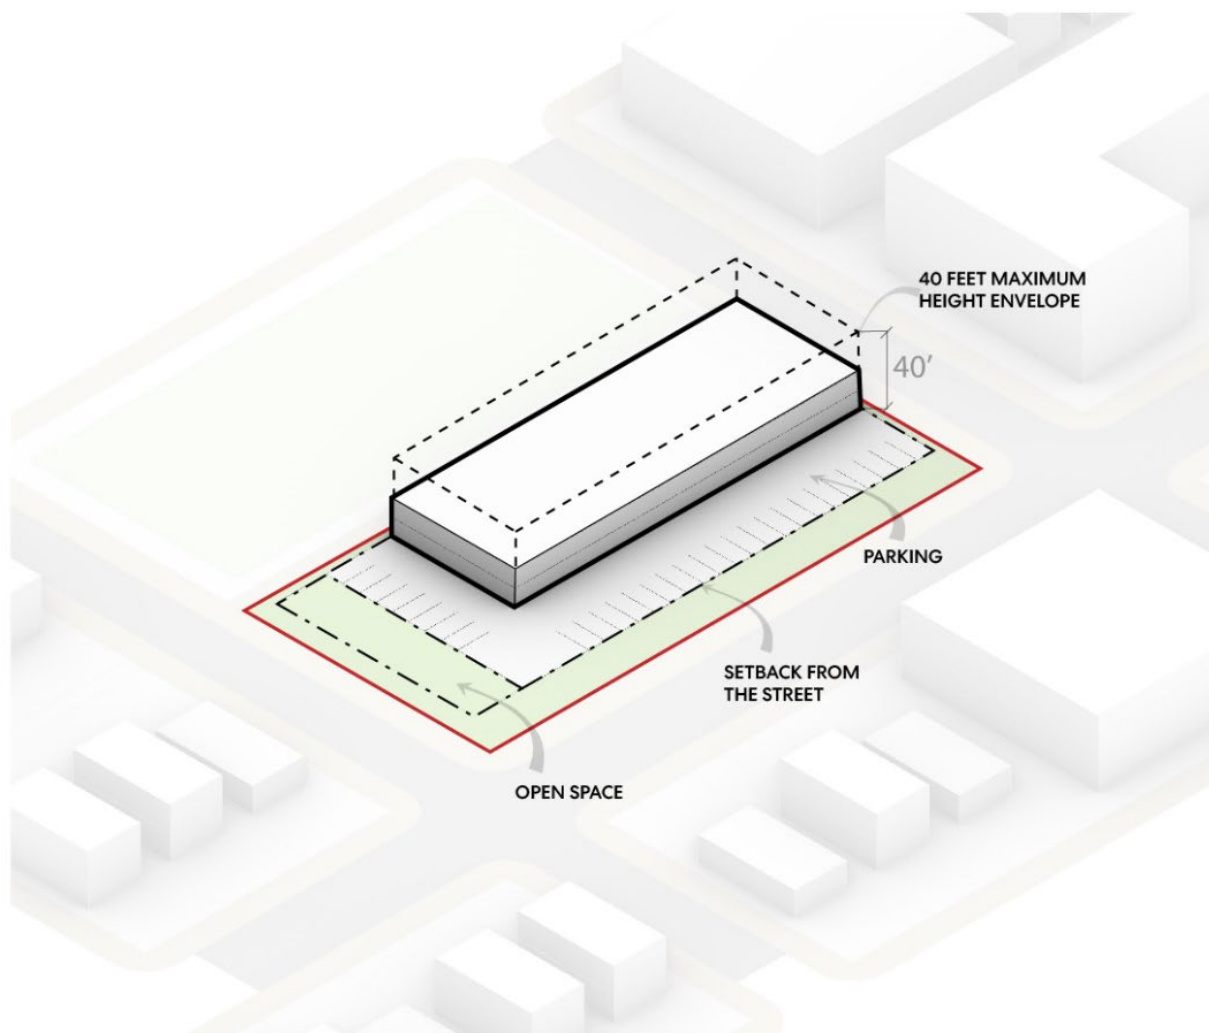 40 FEET MAXIMUM
HEIGHT ENVELOPE
40'
PARKING
SETBACK FROM
THE STREET
OPEN SPACE